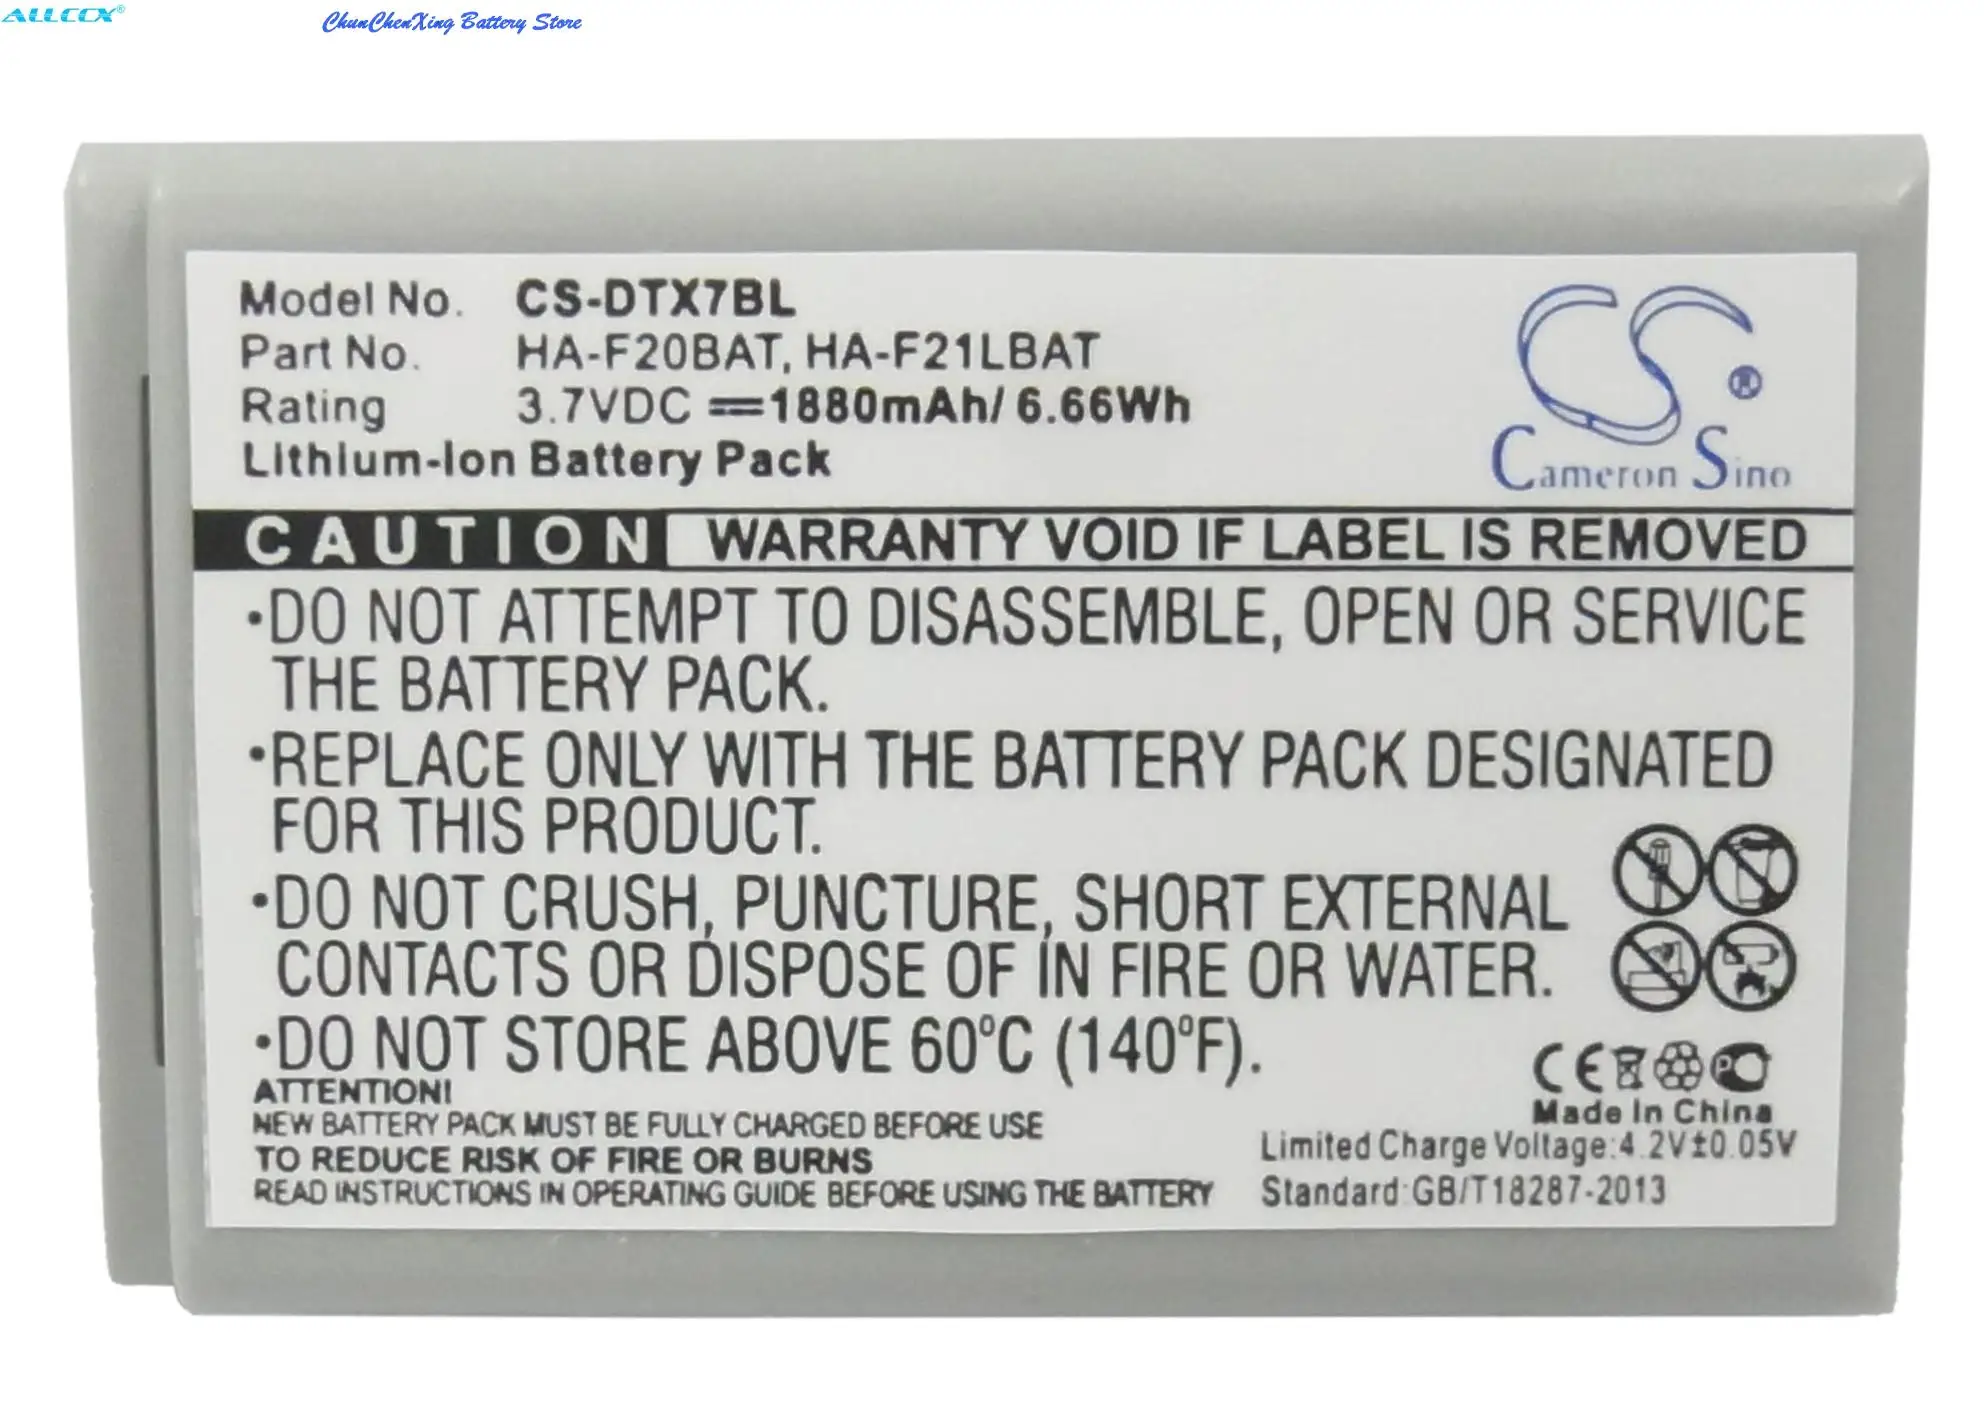 ALLCCX®
ChunChenXing Battery Store
Model No. CS-DTX7BL
Part No. HA-F20BAT, HA-F21LBAT
Rating 3.7VDC ⎓1880mAh/ 6.66Wh
Lithium-Ion Battery Pack
CS®
Cameron Sino
CAUTION WARRANTY VOID IF LABEL IS REMOVED
•DO NOT ATTEMPT TO DISASSEMBLE, OPEN OR SERVICE
THE BATTERY PACK.
•REPLACE ONLY WITH THE BATTERY PACK DESIGNATED
FOR THIS PRODUCT.
•DO NOT CRUSH, PUNCTURE, SHORT EXTERNAL
CONTACTS OR DISPOSE OF IN FIRE OR WATER.
•DO NOT STORE ABOVE 60ºC (140ºF).
ATTENTION!
NEW BATTERY PACK MUST BE FULLY CHARGED BEFORE USE
TO REDUCE RISK OF FIRE OR BURNS
READ INSTRUCTIONS IN OPERATING GUIDE BEFORE USING THE BATTERY
CE
Made In China
Limited Charge Voltage:4.2V±0.05V
Standard:GB/T18287-2013